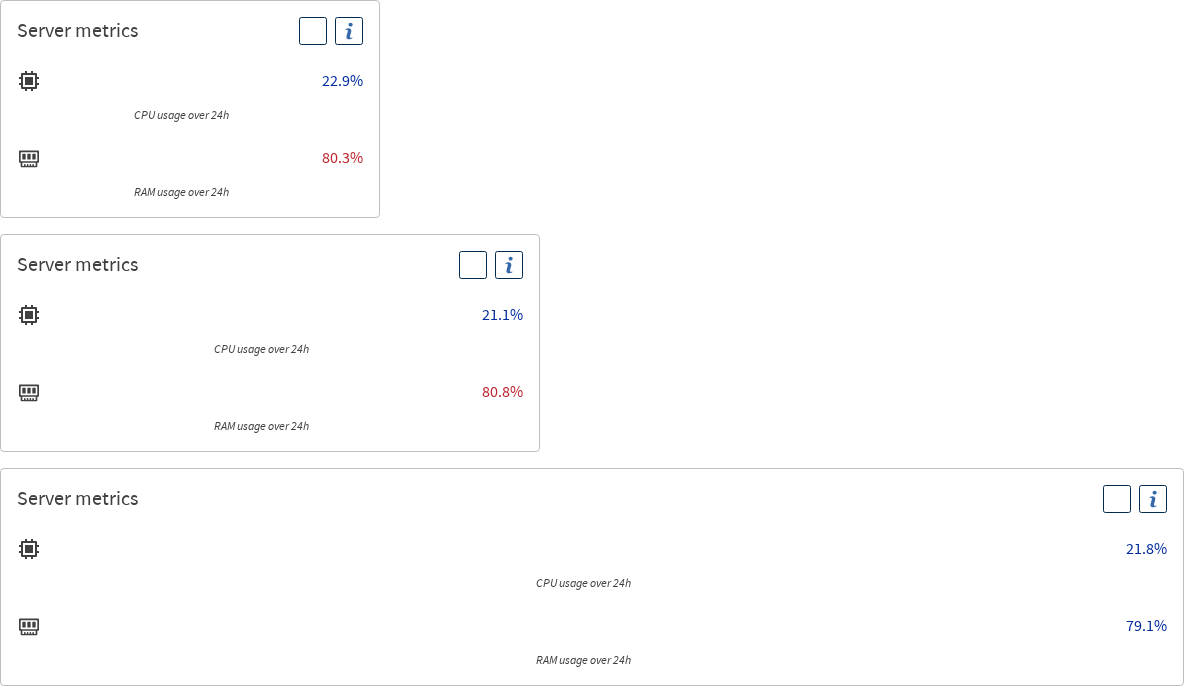 Server metrics
i
22.9%
CPU usage over 24h
80.3%
RAM usage over 24h
Server metrics
i
21.1%
CPU usage over 24h
80.8%
RAM usage over 24h
Server metrics
i
21.8%
CPU usage over 24h
79.1%
RAM usage over 24h